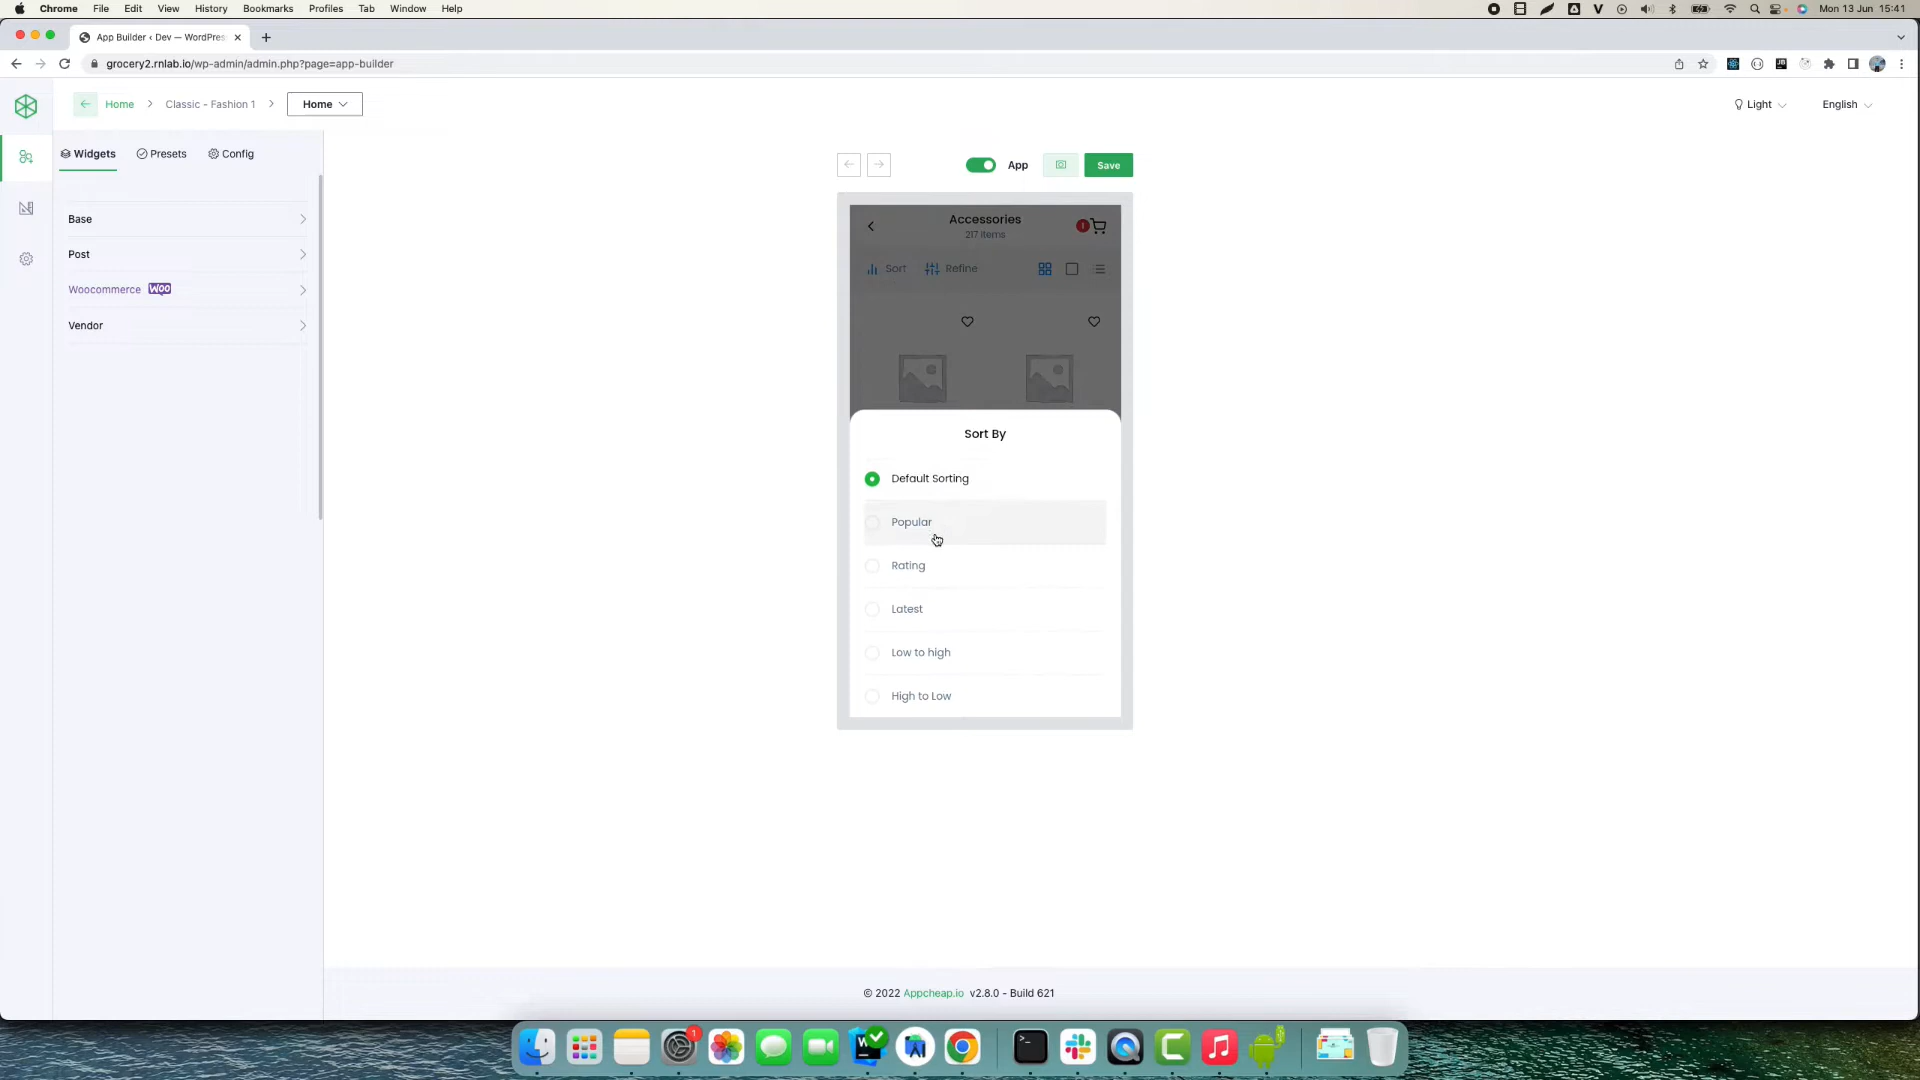 Chrome File Edit View History Bookmarks Profiles Tab Window Help Mon 13 Jun 15:41
App Builder ‹ Dev — WordPres
grocery2.rnlab.io/wp-admin/admin.php?page=app-builder
Home Classic - Fashion 1 Home Light English
Widgets Presets Config
App Save
Base
Post
Woocommerce WOO
Vendor
Accessories
217 items
1
Sort Refine
Sort By
Default Sorting
Popular
Rating
Latest
Low to high
High to Low
© 2022 Appcheap.io v2.8.0 - Build 621
1